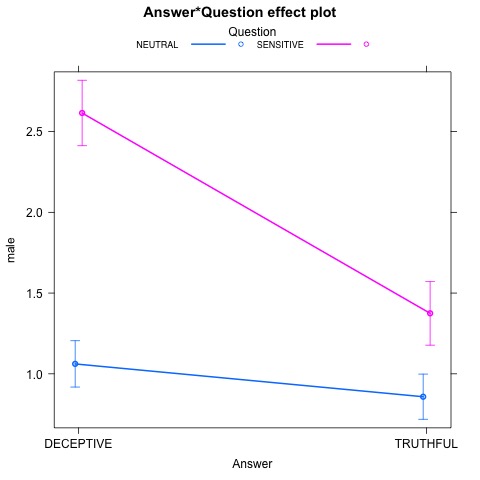 Answer*Question effect plot
Question
NEUTRAL SENSITIVE
2.5
2.0
1.5
1.0
male
DECEPTIVE TRUTHFUL
Answer